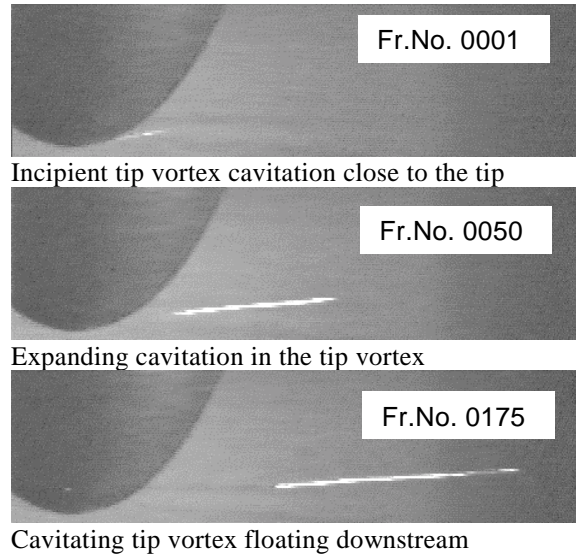 Fr.No. 0001
Incipient tip vortex cavitation close to the tip
Fr.No. 0050
Expanding cavitation in the tip vortex
Fr.No. 0175
Cavitating tip vortex floating downstream